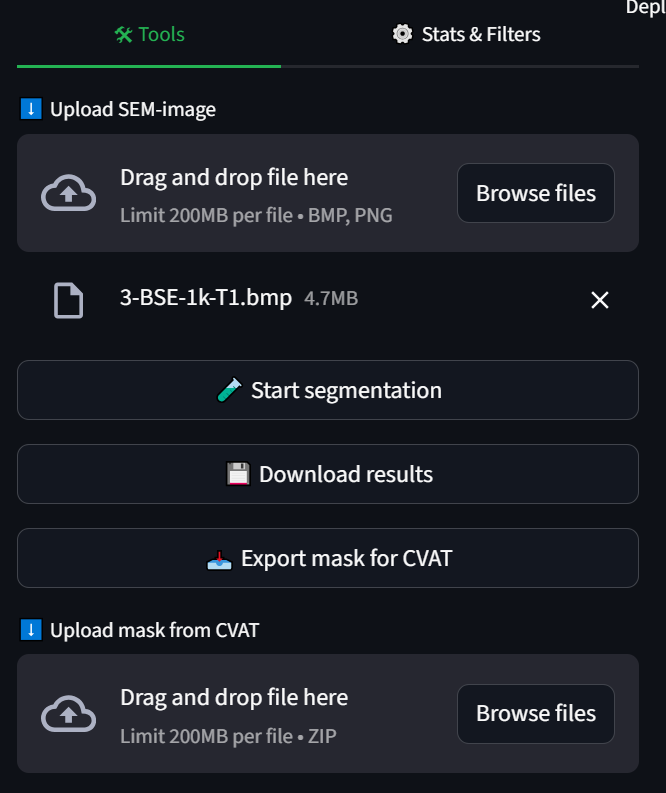 Depl
🛠 Tools
⚙ Stats & Filters
⬇ Upload SEM-image
Drag and drop file here
Limit 200MB per file • BMP, PNG
Browse files
3-BSE-1k-T1.bmp 4.7MB
🧪 Start segmentation
💾 Download results
📥 Export mask for CVAT
⬇ Upload mask from CVAT
Drag and drop file here
Limit 200MB per file • ZIP
Browse files